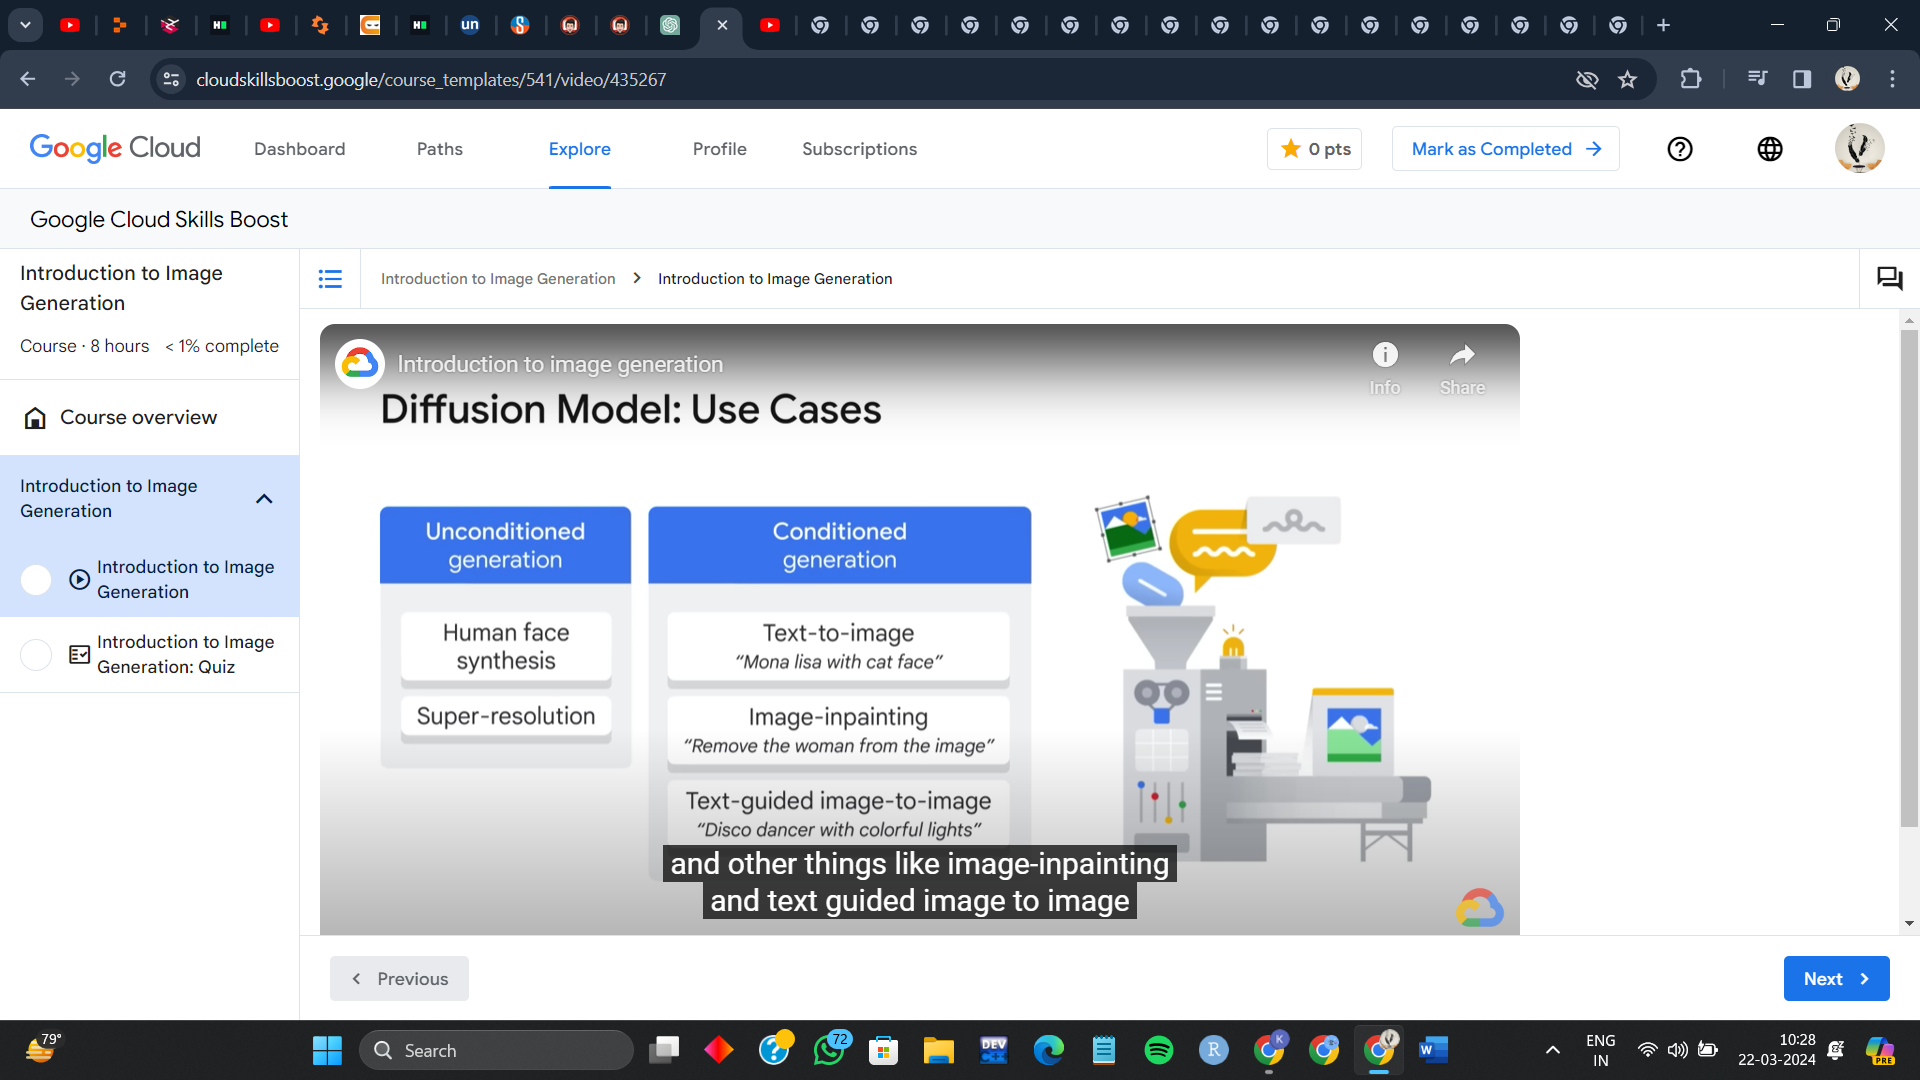 cloudskillsboost.google/course_templates/541/video/435267
Google Cloud
Dashboard
Paths
Explore
Profile
Subscriptions
0 pts
Mark as Completed
Google Cloud Skills Boost
Introduction to Image
Generation
Course · 8 hours < 1% complete
Course overview
Introduction to Image
Generation
Introduction to Image
Generation
Introduction to Image
Generation: Quiz
Introduction to Image Generation > Introduction to Image Generation
Introduction to image generation
Info
Share
Diffusion Model: Use Cases
Unconditioned
generation
Human face
synthesis
Super-resolution
Conditioned
generation
Text-to-image
“Mona lisa with cat face”
Image-inpainting
“Remove the woman from the image”
Text-guided image-to-image
“Disco dancer with colorful lights”
and other things like image-inpainting
and text guided image to image
Previous
Next
79°
Search
72
DEV
C++
R
K
W
ENG
IN
10:28
22-03-2024
PRE